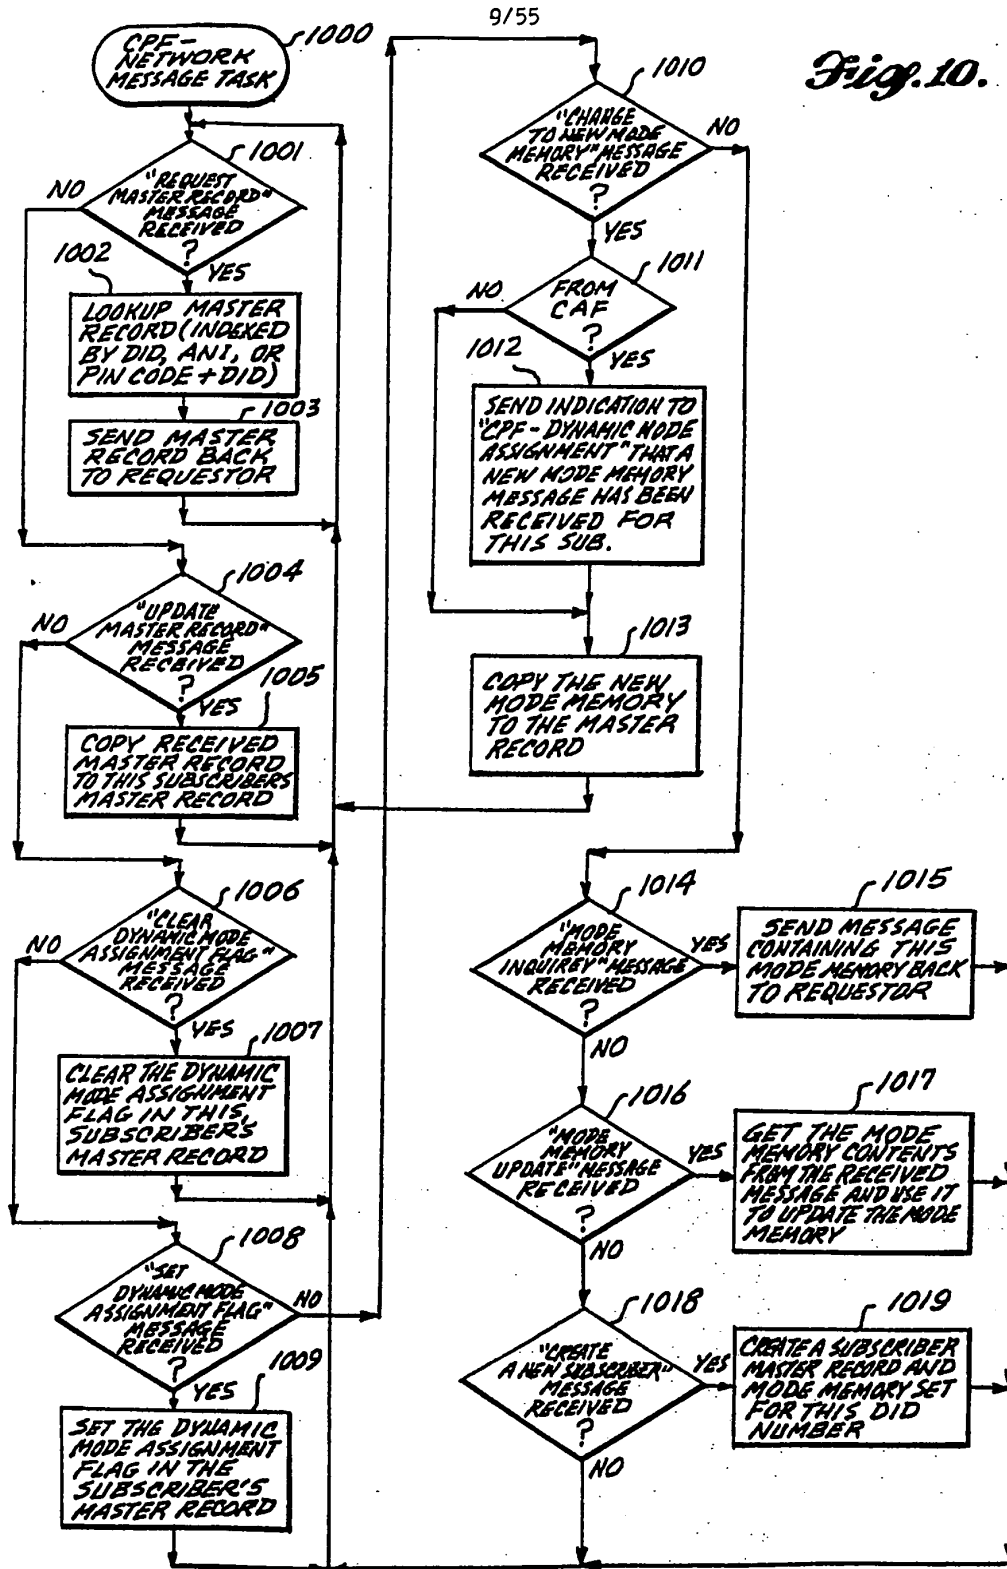 9/55
Fig. 10.
1000
CPF-
NETWORK
MESSAGE TASK
1001
"REQUEST
MASTER RECORD"
MESSAGE
RECEIVED
?
NO
YES
1002
LOOKUP MASTER
RECORD (INDEXED
BY DID, ANI, OR
PIN CODE + DID)
1003
SEND MASTER
RECORD BACK
TO REQUESTOR
1004
"UPDATE
MASTER RECORD"
MESSAGE
RECEIVED
?
NO
YES
1005
COPY RECEIVED
MASTER RECORD
TO THIS SUBSCRIBERS
MASTER RECORD
1006
"CLEAR
DYNAMIC MODE
ASSIGNMENT FLAG"
MESSAGE
RECEIVED
?
NO
YES
1007
CLEAR THE DYNAMIC
MODE ASSIGNMENT
FLAG IN THIS,
SUBSCRIBER'S
MASTER RECORD
1008
"SET
DYNAMIC MODE
ASSIGNMENT FLAG"
MESSAGE
RECEIVED
?
NO
YES
1009
SET THE DYNAMIC
MODE ASSIGNMENT
FLAG IN THE
SUBSCRIBER'S
MASTER RECORD
1010
"CHANGE
TO NEW MODE
MEMORY" MESSAGE
RECEIVED
?
NO
YES
1011
FROM
CAF
?
NO
YES
1012
SEND INDICATION TO
"CPF-DYNAMIC MODE
ASSIGNMENT" THAT A
NEW MODE MEMORY
MESSAGE HAS BEEN
RECEIVED FOR
THIS SUB.
1013
COPY THE NEW
MODE MEMORY
TO THE MASTER
RECORD
1014
"MODE
MEMORY
INQUIREY" MESSAGE
RECEIVED
?
YES
NO
1015
SEND MESSAGE
CONTAINING THIS
MODE MEMORY BACK
TO REQUESTOR
1016
"MODE
MEMORY
UPDATE" MESSAGE
RECEIVED
?
YES
NO
1017
GET THE MODE
MEMORY CONTENTS
FROM THE RECEIVED
MESSAGE AND USE IT
TO UPDATE THE MODE
MEMORY
1018
"CREATE
A NEW SUBSCRIBER"
MESSAGE
RECEIVED
?
YES
NO
1019
CREATE A SUBSCRIBER
MASTER RECORD AND
MODE MEMORY SET
FOR THIS DID
NUMBER